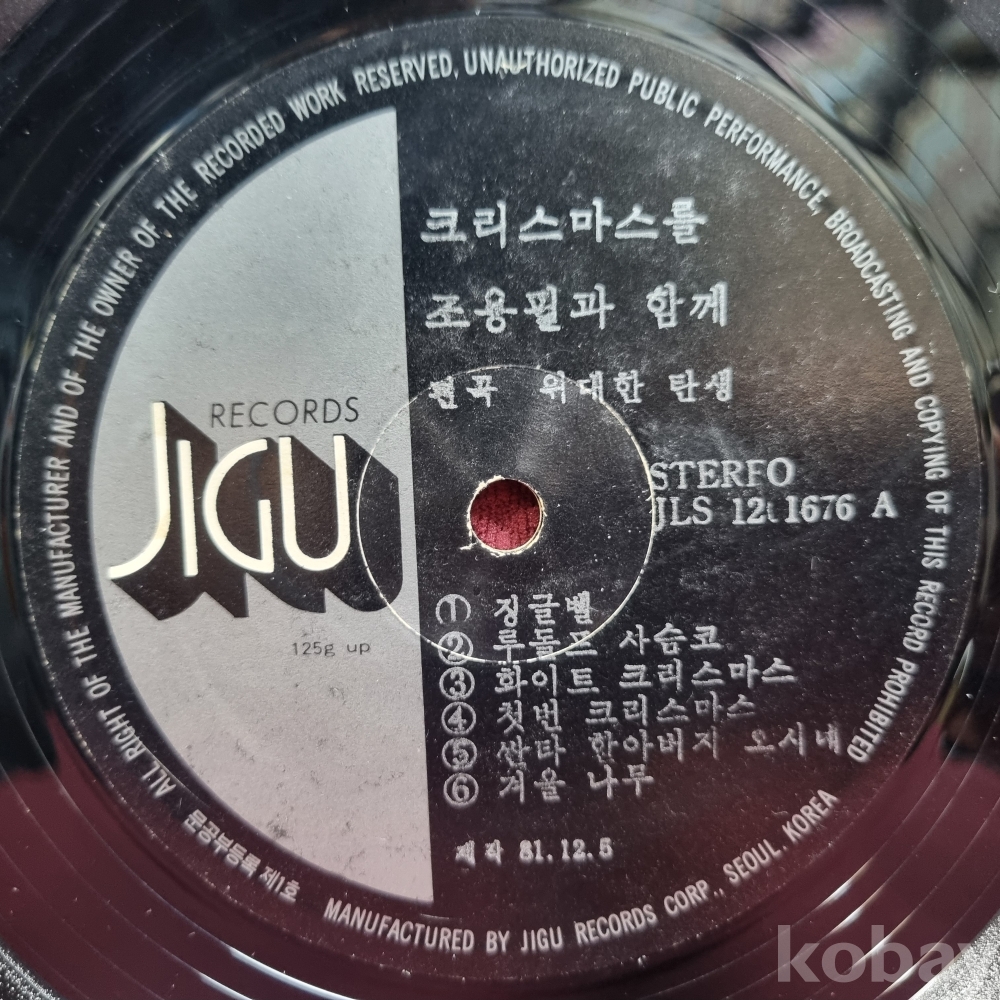 ALL RIGHT OF THE MANUFACTURER AND OF THE OWNER OF THE RECORDED WORK RESERVED, UNAUTHORIZED PUBLIC PERFORMANCE, BROADCASTING AND COPYING OF THIS RECORD PROHIBITED
크리스마스를
조용필과 함께
위대한 탄생
RECORDS
JIGU
125g up
STEREO
JLS 1676 A
① 징글벨
② 루돌프 사슴코
③ 화이트 크리스마스
④ 첫번 크리스마스
⑤ 싼타 한아버지 오시네
⑥ 겨울 나무
제작 81.12.5
문공부등록 제1호
MANUFACTURED BY JIGU RECORDS CORP., SEOUL, KOREA
kobay